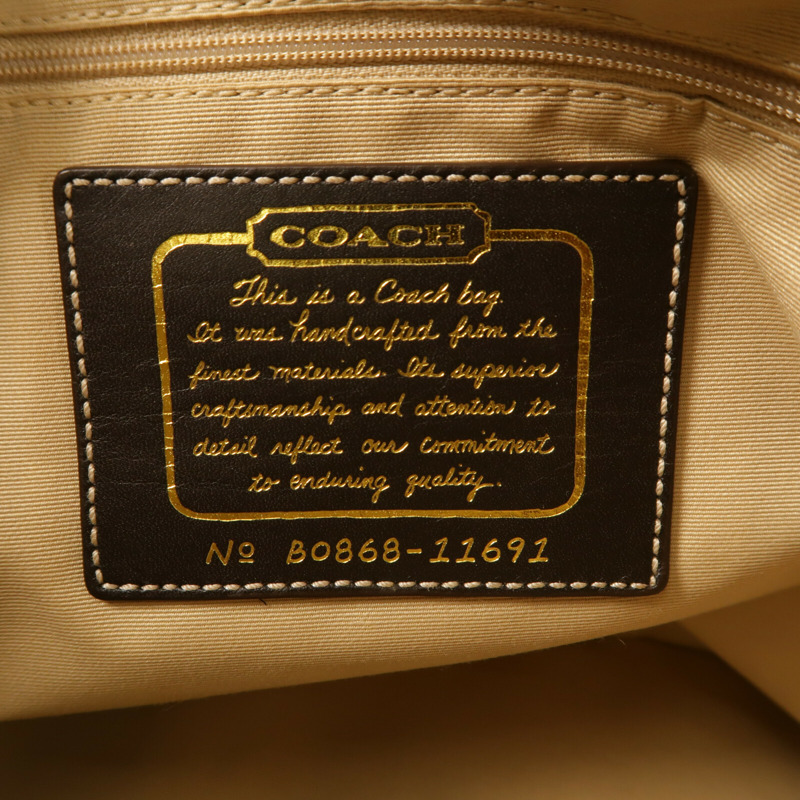 COACH
This is a Coach bag.
It was handcrafted from the
finest materials. Its superior
craftsmanship and attention to
detail reflect our commitment
to enduring quality.
Nº B0868-11691